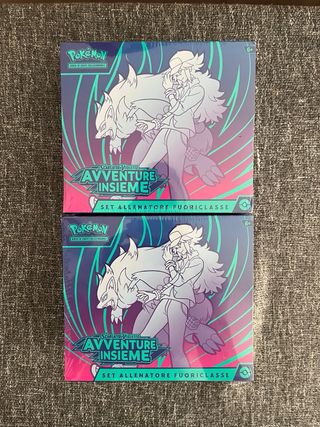 POKÉMON
AVVENTURE
INSIEME
SET ALLENATORE FUORICLASSE
POKÉMON
AVVENTURE
INSIEME
SET ALLENATORE FUORICLASSE